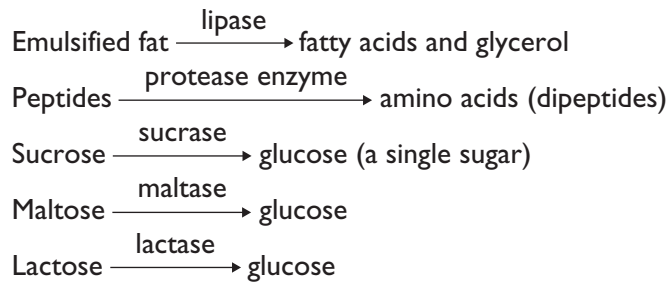 Emulsified fat lipase fatty acids and glycerol
Peptides protease enzyme amino acids (dipeptides)
Sucrose sucrase glucose (a single sugar)
Maltose maltase glucose
Lactose lactase glucose